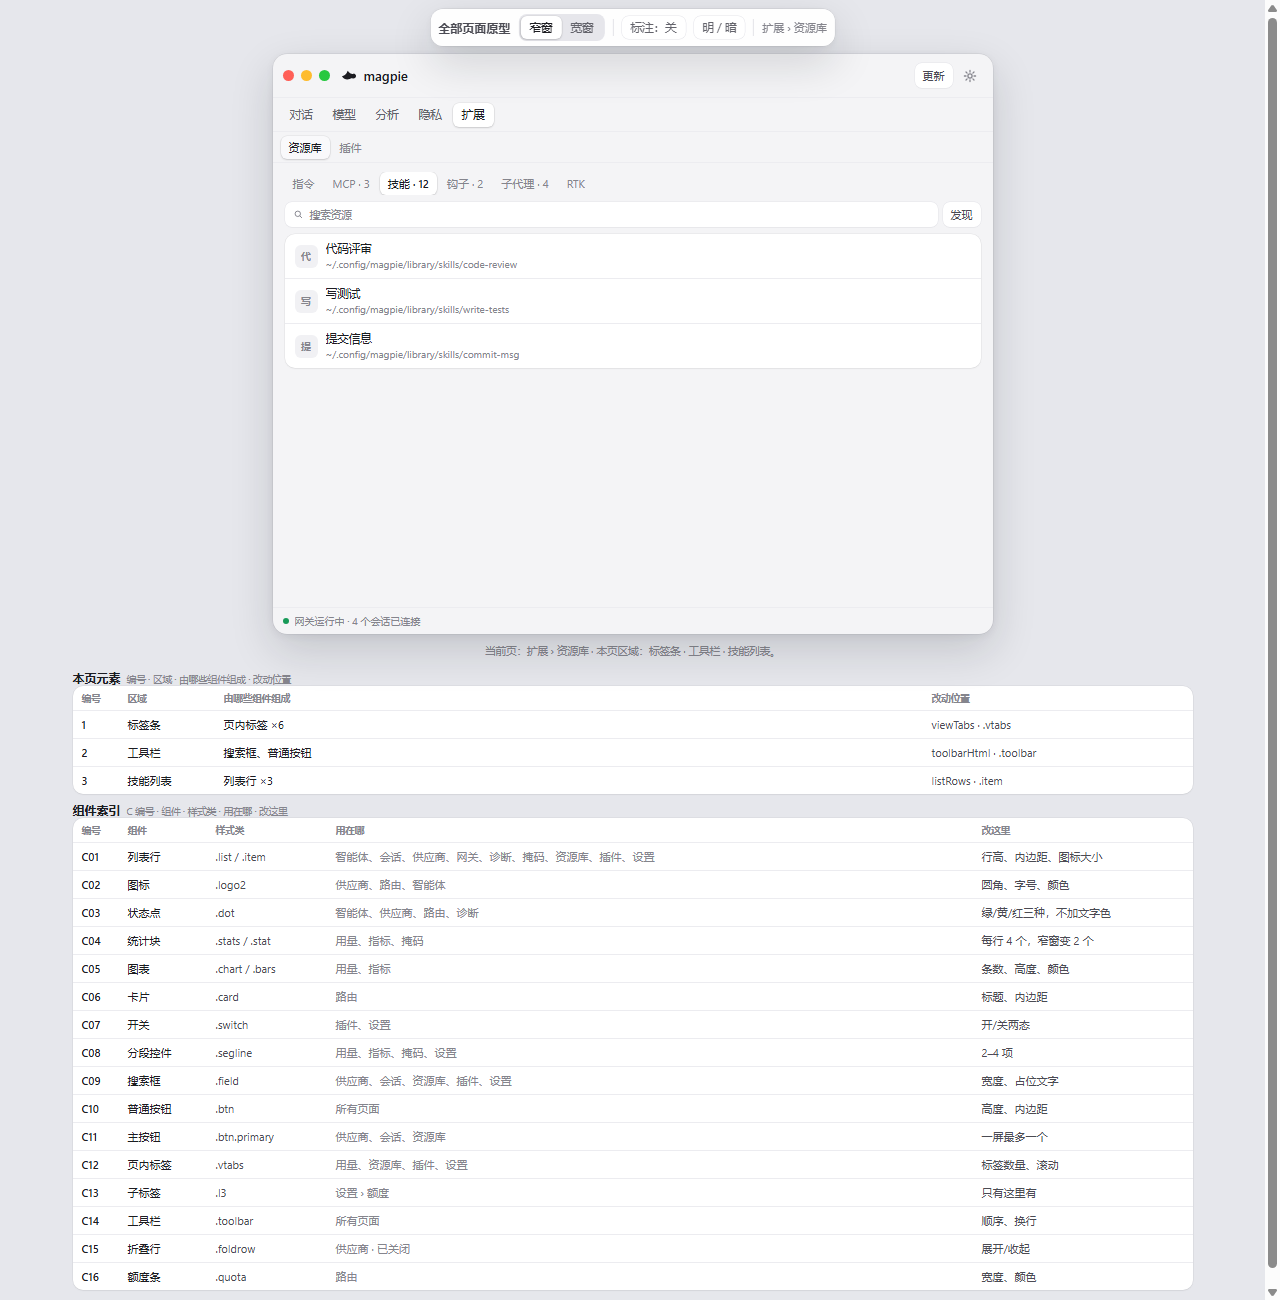 全部页面原型 窄窗 宽窗 标注：关 明 / 暗 扩展 › 资源库
magpie 更新
对话 模型 分析 隐私 扩展
资源库 插件
指令 MCP · 3 技能 · 12 钩子 · 2 子代理 · 4 RTK
搜索资源 发现
代 代码评审
~/.config/magpie/library/skills/code-review
写 写测试
~/.config/magpie/library/skills/write-tests
提 提交信息
~/.config/magpie/library/skills/commit-msg
网关运行中 · 4 个会话已连接
当前页：扩展 › 资源库 · 本页区域：标签条 · 工具栏 · 技能列表。
本页元素 编号 · 区域 · 由哪些组件组成 · 改动位置
编号 区域 由哪些组件组成 改动位置
1 标签条 页内标签 ×6 viewTabs · .vtabs
2 工具栏 搜索框、普通按钮 toolbarHtml · .toolbar
3 技能列表 列表行 ×3 listRows · .item
组件索引 C 编号 · 组件 · 样式类 · 用在哪 · 改这里
编号 组件 样式类 用在哪 改这里
C01 列表行 .list / .item 智能体、会话、供应商、网关、诊断、掩码、资源库、插件、设置 行高、内边距、图标大小
C02 图标 .logo2 供应商、路由、智能体 圆角、字号、颜色
C03 状态点 .dot 智能体、供应商、路由、诊断 绿/黄/红三种，不加文字色
C04 统计块 .stats / .stat 用量、指标、掩码 每行 4 个，窄窗变 2 个
C05 图表 .chart / .bars 用量、指标 条数、高度、颜色
C06 卡片 .card 路由 标题、内边距
C07 开关 .switch 插件、设置 开/关两态
C08 分段控件 .segline 用量、指标、掩码、设置 2–4 项
C09 搜索框 .field 供应商、会话、资源库、插件、设置 宽度、占位文字
C10 普通按钮 .btn 所有页面 高度、内边距
C11 主按钮 .btn.primary 供应商、会话、资源库 一屏最多一个
C12 页内标签 .vtabs 用量、资源库、插件、设置 标签数量、滚动
C13 子标签 .l3 设置 › 额度 只有这里有
C14 工具栏 .toolbar 所有页面 顺序、换行
C15 折叠行 .foldrow 供应商 · 已关闭 展开/收起
C16 额度条 .quota 路由 宽度、颜色